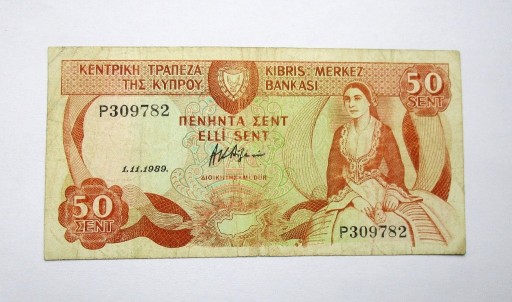 ΚΕΝΤΡΙΚΗ ΤΡΑΠΕΖΑ
ΤΗΣ ΚΥΠΡΟΥ
KIBRIS MERKEZ
BANKASI
50
SENT
P309782
ΠΕΝΗΝΤΑ ΣΕΝΤ
ELLİ SENT
1.11.1989.
ΔΙΟΙΚΗΤΗΣ-MÜDÜR
50
ΣΕΝΤ
P309782